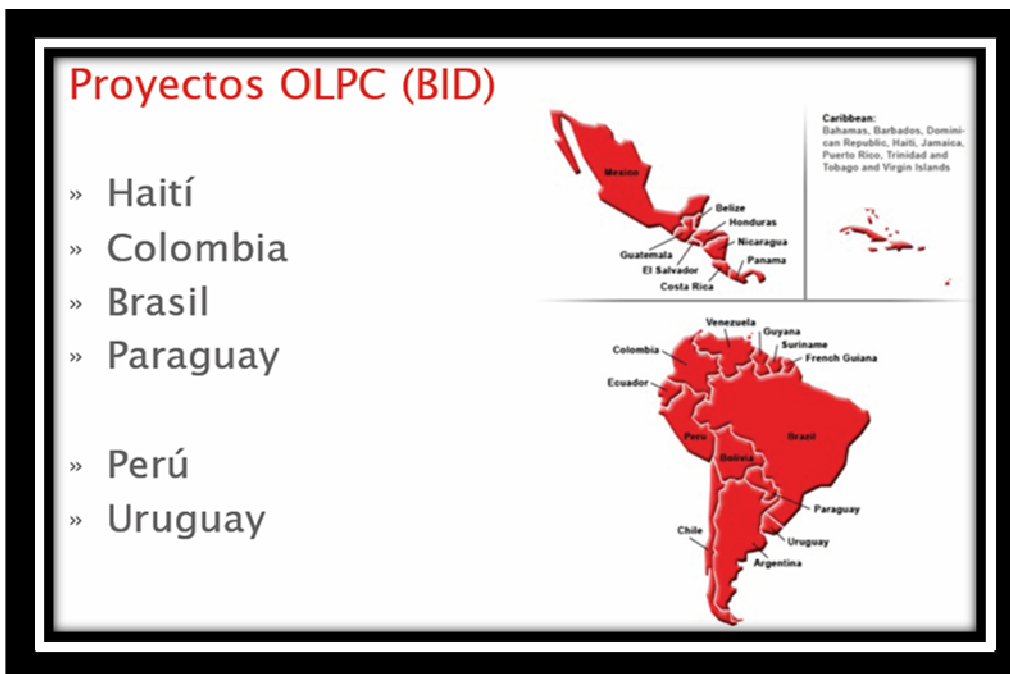 Proyectos OLPC (BID)
» Haití
» Colombia
» Brasil
» Paraguay
» Perú
» Uruguay
Mexico
Belize
Honduras
Nicaragua
Guatemala
El Salvador
Panama
Costa Rica
Caribbean:
Bahamas, Barbados, Domini-
can Republic, Haiti, Jamaica,
Puerto Rico, Trinidad and
Tobago and Virgin Islands
Venezuela
Guyana
Suriname
French Guiana
Colombia
Ecuador
Peru
Brazil
Bolivia
Paraguay
Chile
Uruguay
Argentina